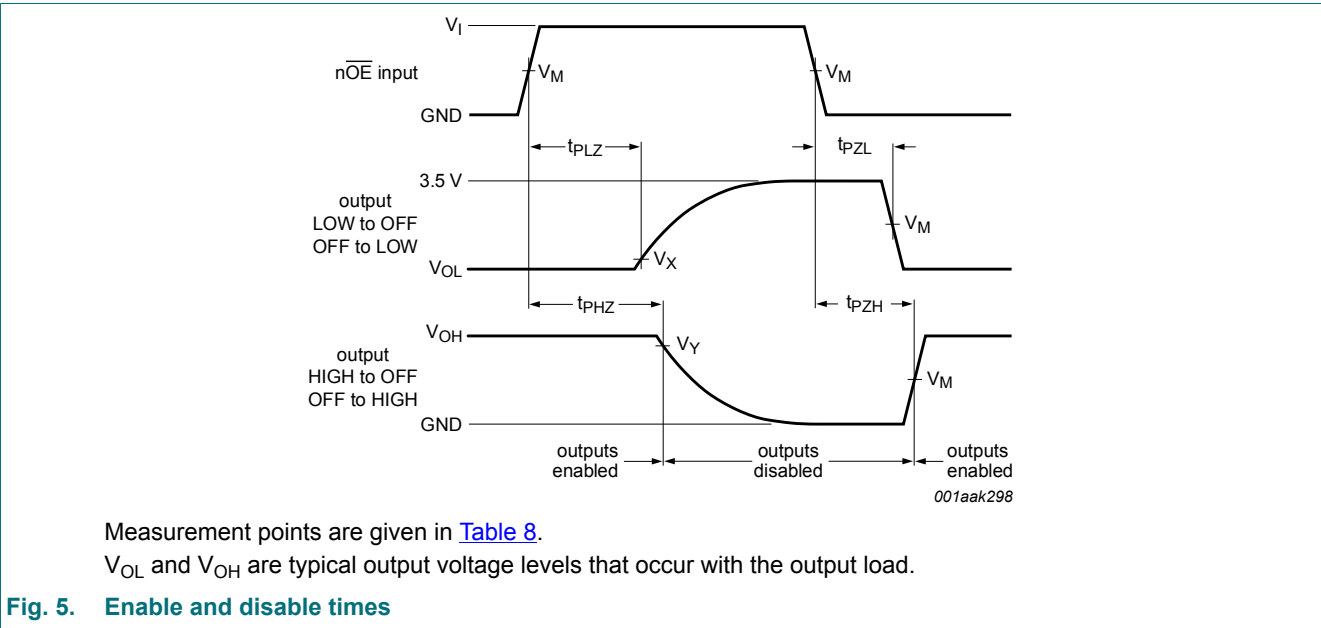 V_I
nOE input
V_M
V_M
GND
t_PLZ
t_PZL
3.5 V
output
LOW to OFF
OFF to LOW
V_M
V_X
V_OL
t_PHZ
t_PZH
V_OH
output
HIGH to OFF
OFF to HIGH
V_Y
V_M
GND
outputs
enabled
outputs
disabled
outputs
enabled
001aak298
Measurement points are given in Table 8.
V_OL and V_OH are typical output voltage levels that occur with the output load.
Fig. 5. Enable and disable times